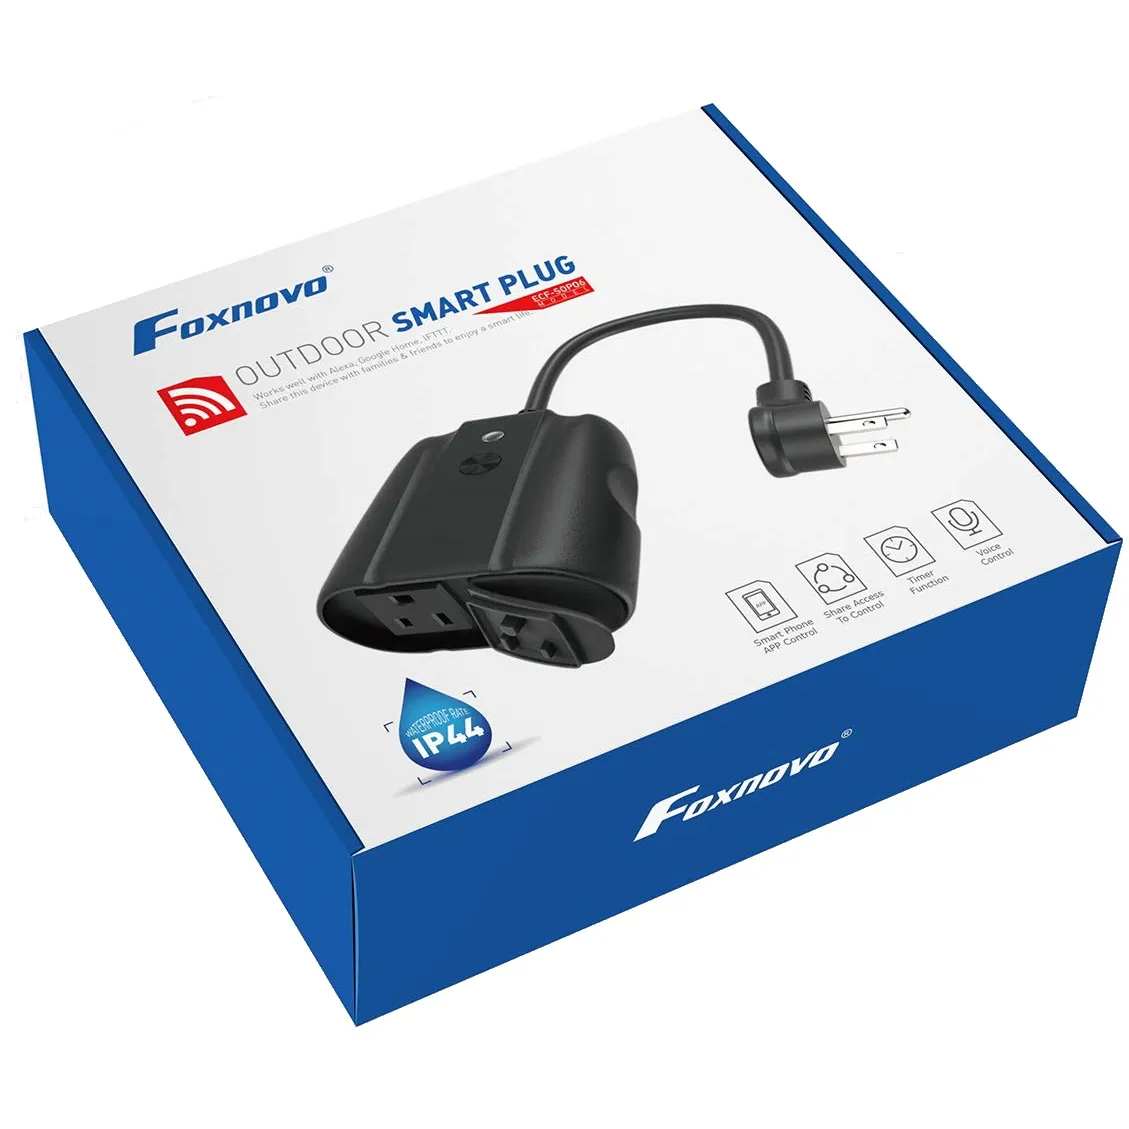 Foxnovo®
OUTDOOR SMART PLUG
ECF-SOP06
MODEL
Works well with Alexa, Google Home, IFTTT.
Share this device with families & friends to enjoy a smart life.
WATERPROOF RATE
IP44
APP
Smart Phone
APP Control
Share Access
To Control
Timer
Function
Voice
Control
Foxnovo®